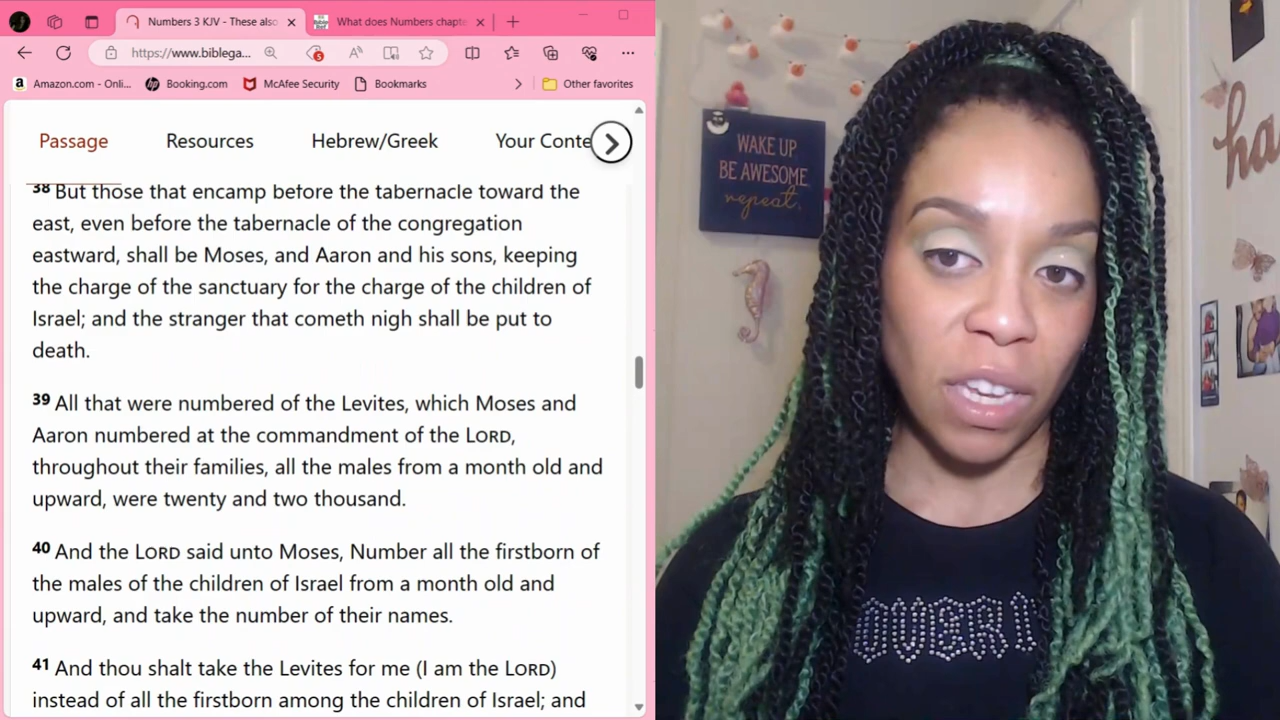 Numbers 3 KJV - These also
What does Numbers chapte
https://www.biblega...
5
Amazon.com - Onli...
Booking.com
McAfee Security
Bookmarks
Other favorites
Passage
Resources
Hebrew/Greek
Your Conte
38 But those that encamp before the tabernacle toward the
east, even before the tabernacle of the congregation
eastward, shall be Moses, and Aaron and his sons, keeping
the charge of the sanctuary for the charge of the children of
Israel; and the stranger that cometh nigh shall be put to
death.
39 All that were numbered of the Levites, which Moses and
Aaron numbered at the commandment of the LORD,
throughout their families, all the males from a month old and
upward, were twenty and two thousand.
40 And the LORD said unto Moses, Number all the firstborn of
the males of the children of Israel from a month old and
upward, and take the number of their names.
41 And thou shalt take the Levites for me (I am the LORD)
instead of all the firstborn among the children of Israel; and
WAKE UP
BE AWESOME
repeat.
ha